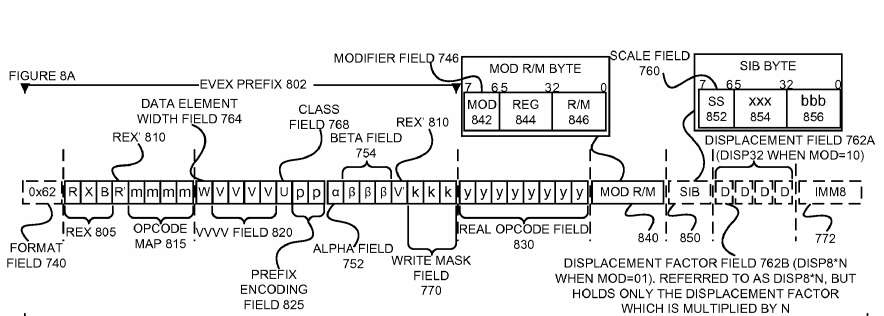 FIGURE 8A
EVEX PREFIX 802
MODIFIER FIELD 746
MOD R/M BYTE
7 6 5 3 2 0
MOD 842
REG 844
R/M 846
SCALE FIELD 760
SIB BYTE
7 6 5 3 2 0
SS 852
xxx 854
bbb 856
DATA ELEMENT
WIDTH FIELD 764
CLASS
FIELD 768
REX' 810
BETA FIELD
754
REX' 810
DISPLACEMENT FIELD 762A
(DISP32 WHEN MOD=10)
0x62 R X B R' m m m m W V V V V U p p α β β β V' k k k y y y y y y y y MOD R/M SIB D D D D IMM8
FORMAT
FIELD 740
REX 805
OPCODE
MAP 815
VVVV FIELD 820
PREFIX
ENCODING
FIELD 825
ALPHA FIELD
752
WRITE MASK
FIELD
770
REAL OPCODE FIELD
830
840
850
772
DISPLACEMENT FACTOR FIELD 762B (DISP8*N
WHEN MOD=01). REFERRED TO AS DISP8*N, BUT
HOLDS ONLY THE DISPLACEMENT FACTOR
WHICH IS MULTIPLIED BY N